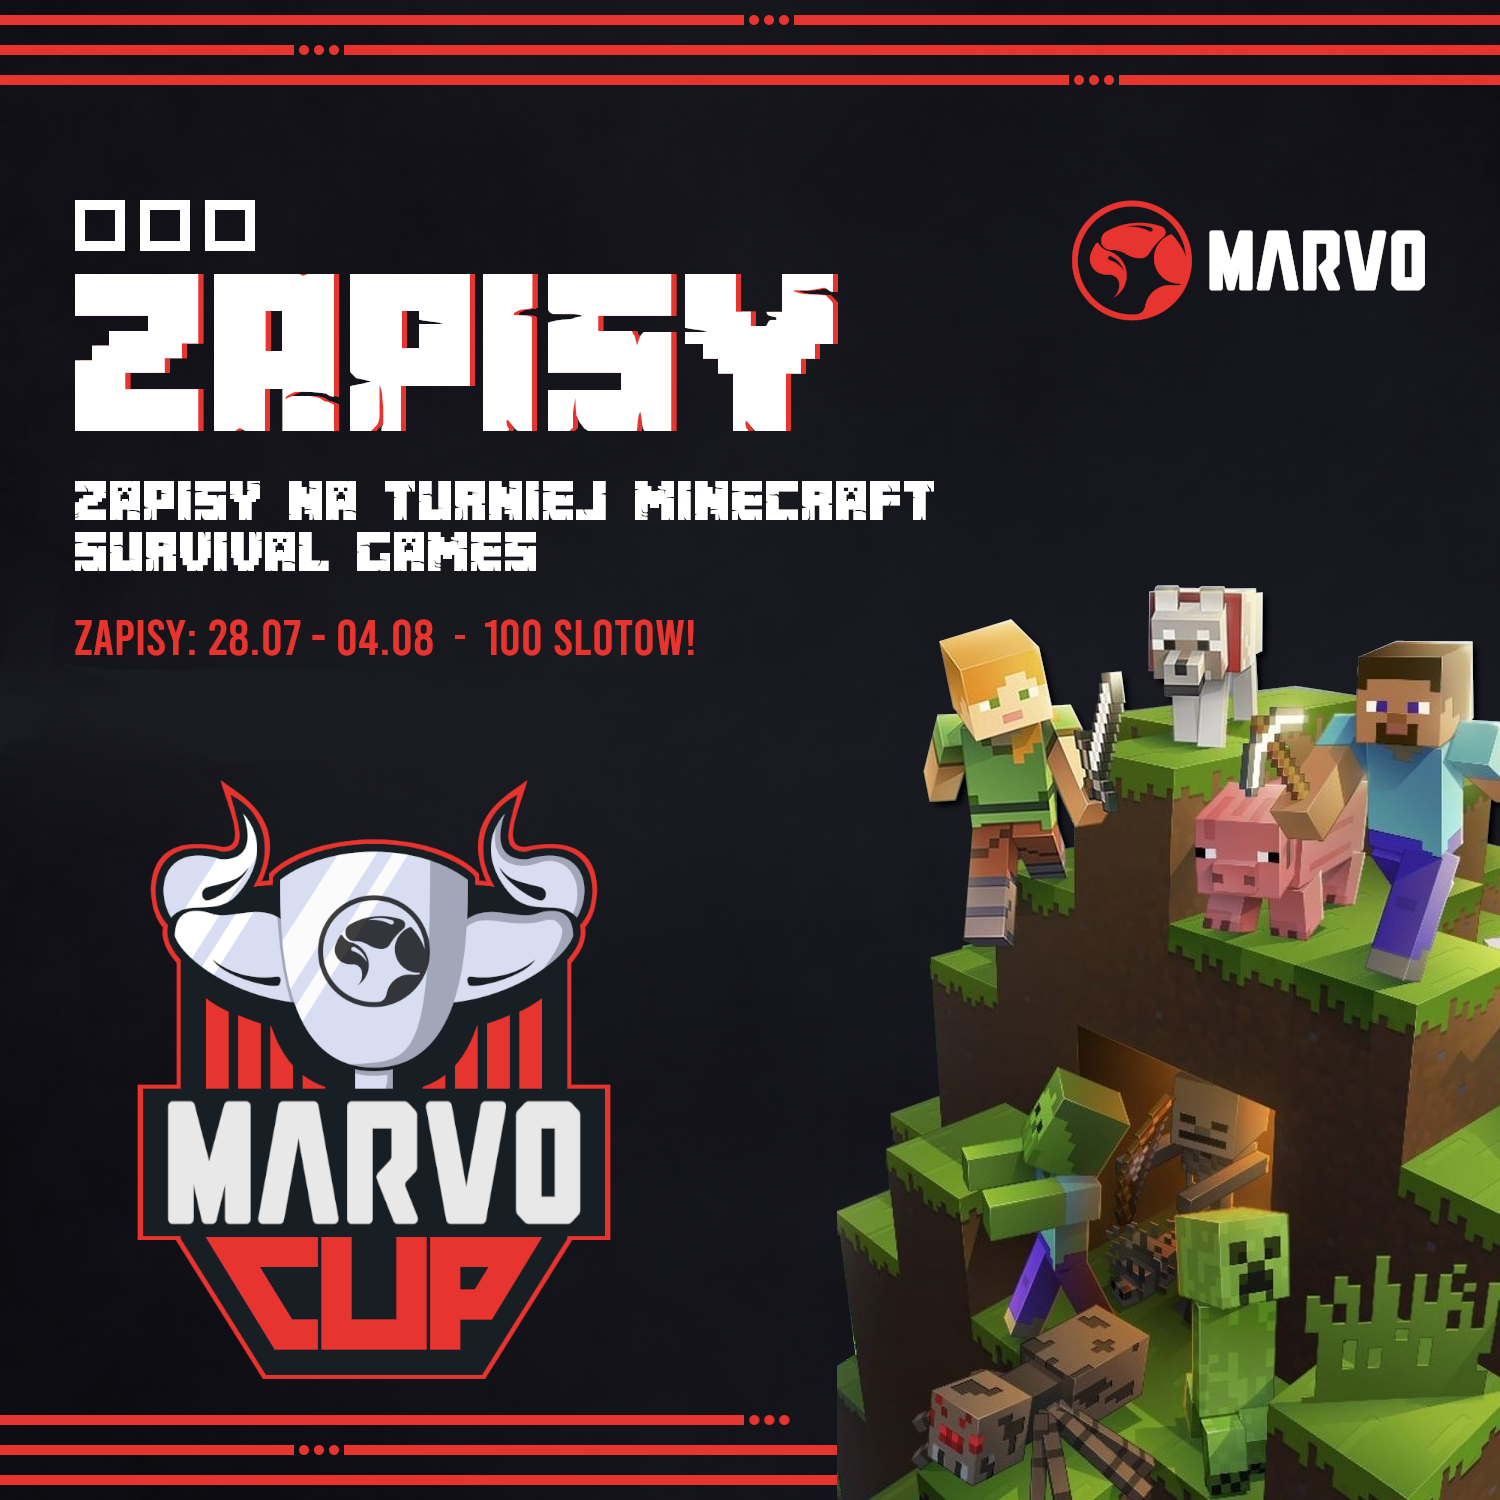 ZAPISY
MARVO
ZAPISY NA TURNIEJ MINECRAFT
SURVIVAL GAMES
ZAPISY: 28.07 - 04.08 - 100 SLOTOW!
MARVO
CUP